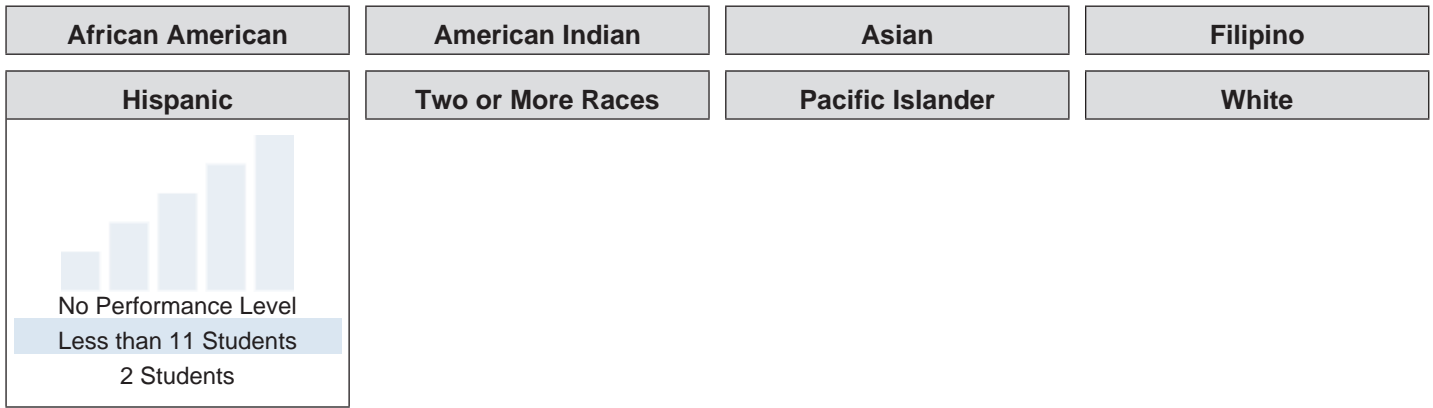 African American
American Indian
Asian
Filipino
Hispanic
Two or More Races
Pacific Islander
White
No Performance Level
Less than 11 Students
2 Students